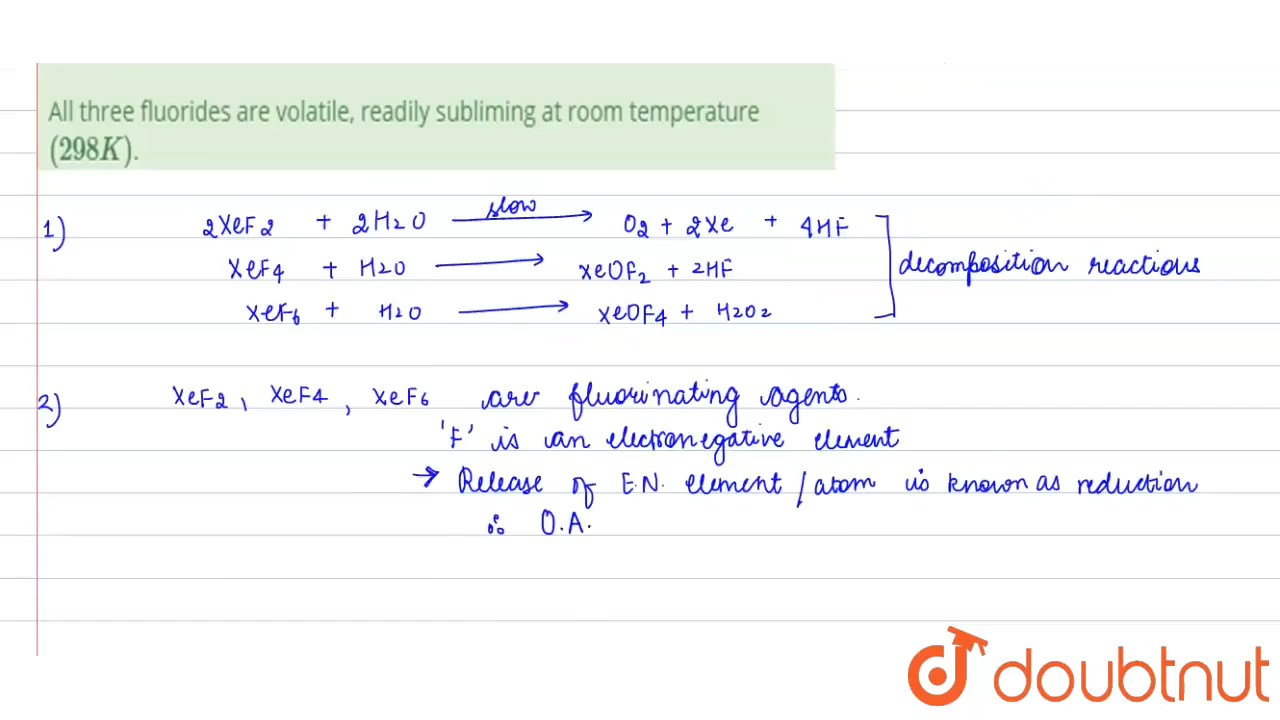 All three fluorides are volatile, readily subliming at room temperature
(298K).
1) 2XeF2 + 2H2O slow O2 + 2Xe + 4HF
XeF4 + H2O XeOF2 + 2HF decomposition reactions
XeF6 + H2O XeOF4 + H2O2
2) XeF2, XeF4, XeF6 are fluorinating agents.
'F' is an electronegative element
→ Release of E.N. element/atom is known as reduction
∴ O.A.
doubtnut